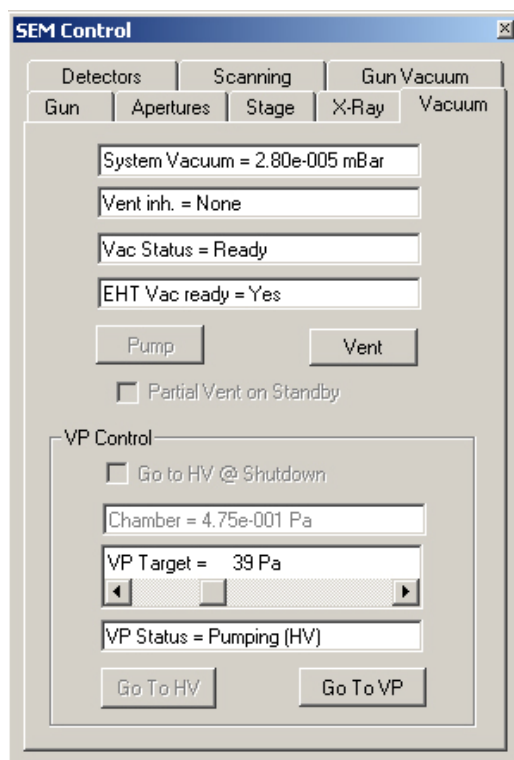 SEM Control
Detectors Scanning Gun Vacuum
Gun Apertures Stage X-Ray Vacuum
System Vacuum = 2.80e-005 mBar
Vent inh. = None
Vac Status = Ready
EHT Vac ready = Yes
Pump Vent
Partial Vent on Standby
VP Control
Go to HV @ Shutdown
Chamber = 4.75e-001 Pa
VP Target = 39 Pa
VP Status = Pumping (HV)
Go To HV Go To VP